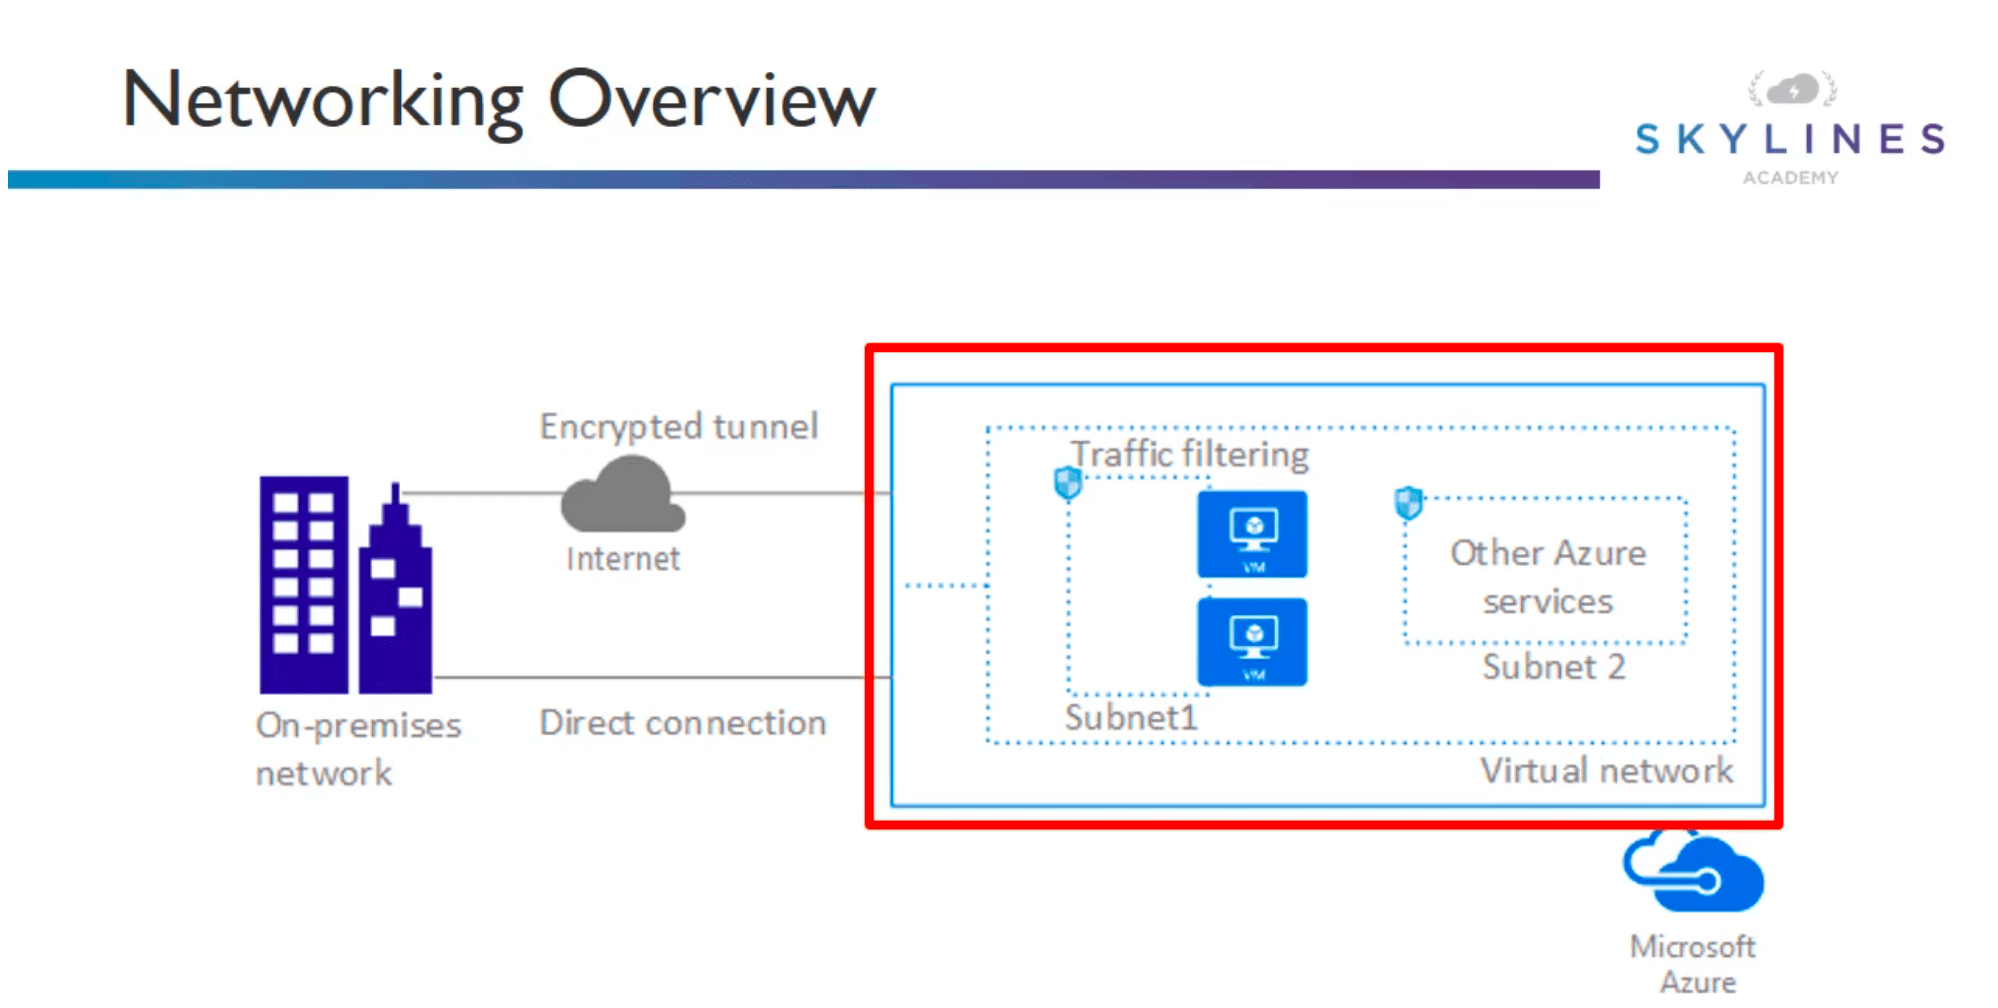 Networking Overview
SKYLINES
ACADEMY
Encrypted tunnel
Internet
Direct connection
On-premises
network
Traffic filtering
VM
VM
Subnet1
Other Azure
services
Subnet 2
Virtual network
Microsoft
Azure